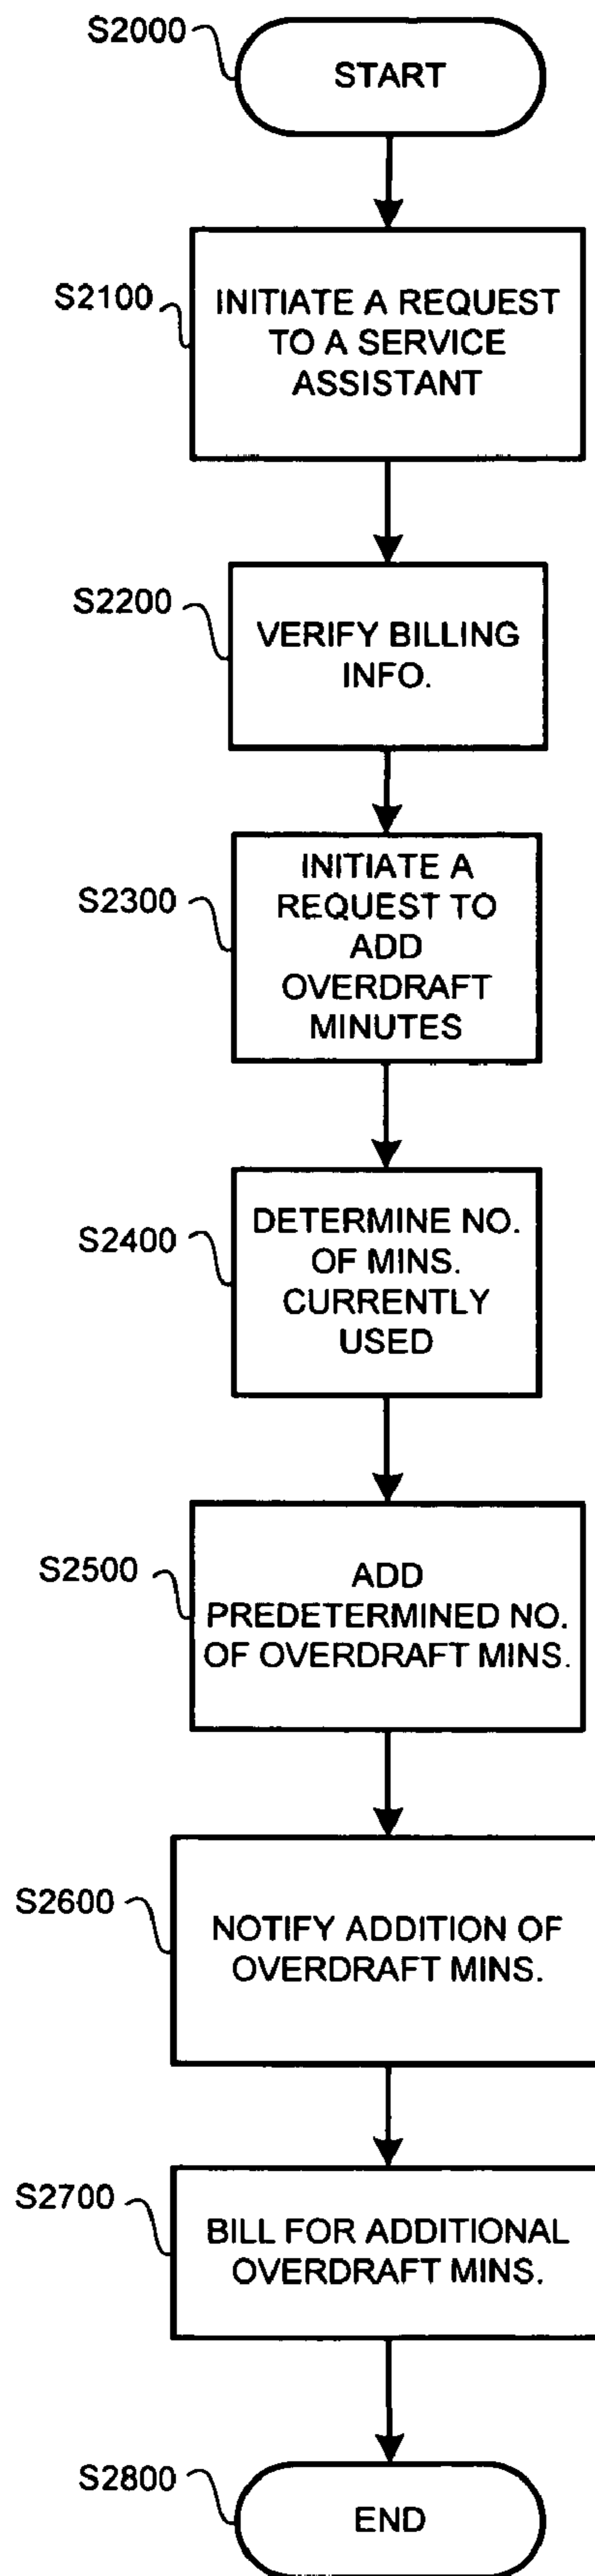 S2000
START
S2100
INITIATE A REQUEST
TO A SERVICE
ASSISTANT
S2200
VERIFY BILLING
INFO.
S2300
INITIATE A
REQUEST TO
ADD
OVERDRAFT
MINUTES
S2400
DETERMINE NO.
OF MINS.
CURRENTLY
USED
S2500
ADD
PREDETERMINED NO.
OF OVERDRAFT MINS.
S2600
NOTIFY ADDITION OF
OVERDRAFT MINS.
S2700
BILL FOR ADDITIONAL
OVERDRAFT MINS.
S2800
END